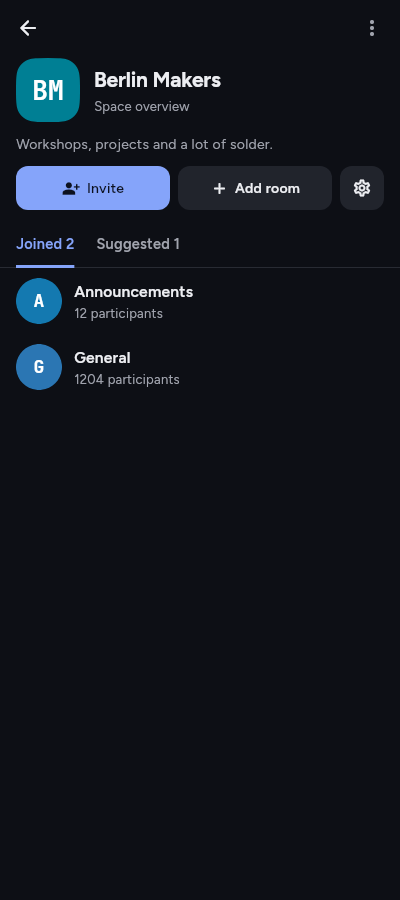 BM
Berlin Makers
Space overview
Workshops, projects and a lot of solder.
Invite
Add room
Joined 2
Suggested 1
A
Announcements
12 participants
G
General
1204 participants